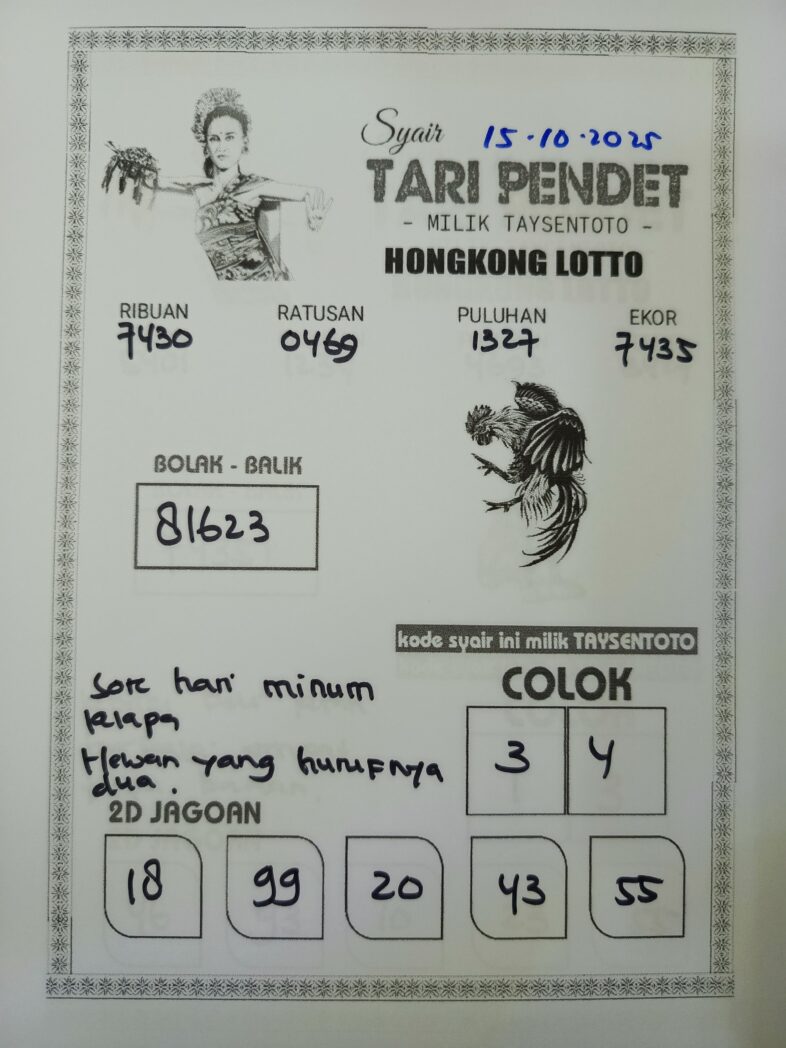 Syair 15-10-2025
TARI PENDET
- MILIK TAYSENTOTO -
HONGKONG LOTTO
RIBUAN RATUSAN PULUHAN EKOR
7430 0469 1327 7435
BOLAK - BALIK
81623
kode syair ini milik TAYSENTOTO
COLOK
3 4
Sore hari minum
kelapa
Hewan yang hurufnya
dua.
2D JAGOAN
18 99 20 43 55